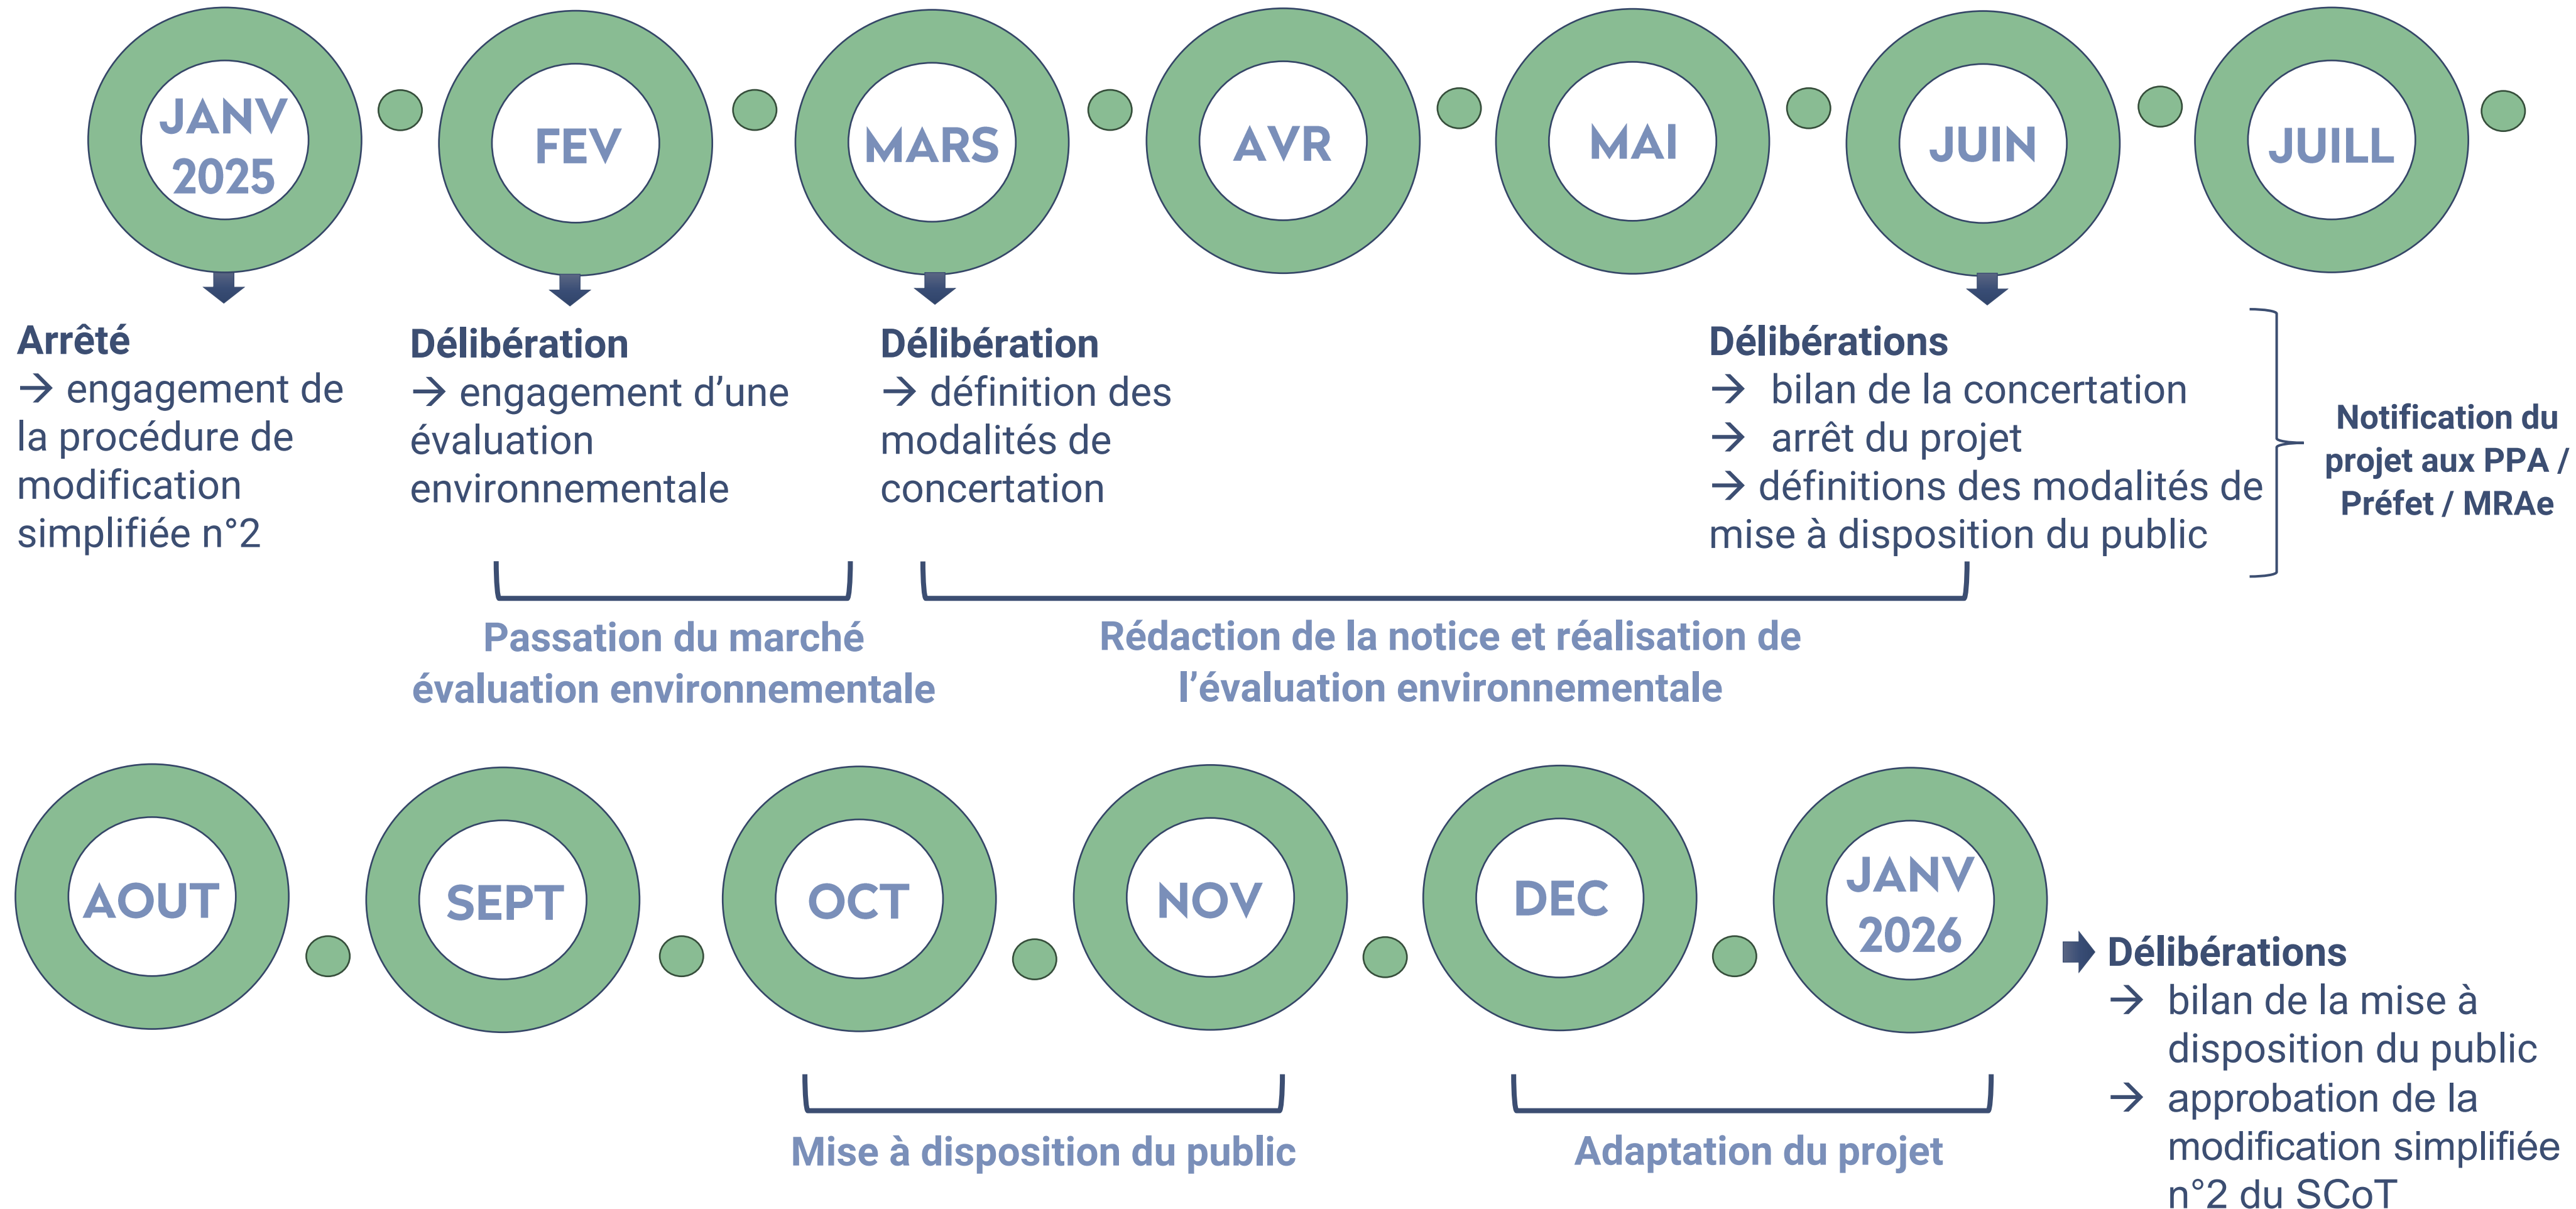 JANV
2025
FEV
MARS
AVR
MAI
JUIN
JUILL
Arrêté
→ engagement de
la procédure de
modification
simplifiée n°2
Délibération
→ engagement d’une
évaluation
environnementale
Délibération
→ définition des
modalités de
concertation
Délibérations
→ bilan de la concertation
→ arrêt du projet
→ définitions des modalités de
mise à disposition du public
Notification du
projet aux PPA /
Préfet / MRAe
Passation du marché
évaluation environnementale
Rédaction de la notice et réalisation de
l’évaluation environnementale
AOUT
SEPT
OCT
NOV
DEC
JANV
2026
Délibérations
→ bilan de la mise à
disposition du public
→ approbation de la
modification simplifiée
n°2 du SCoT
Mise à disposition du public
Adaptation du projet